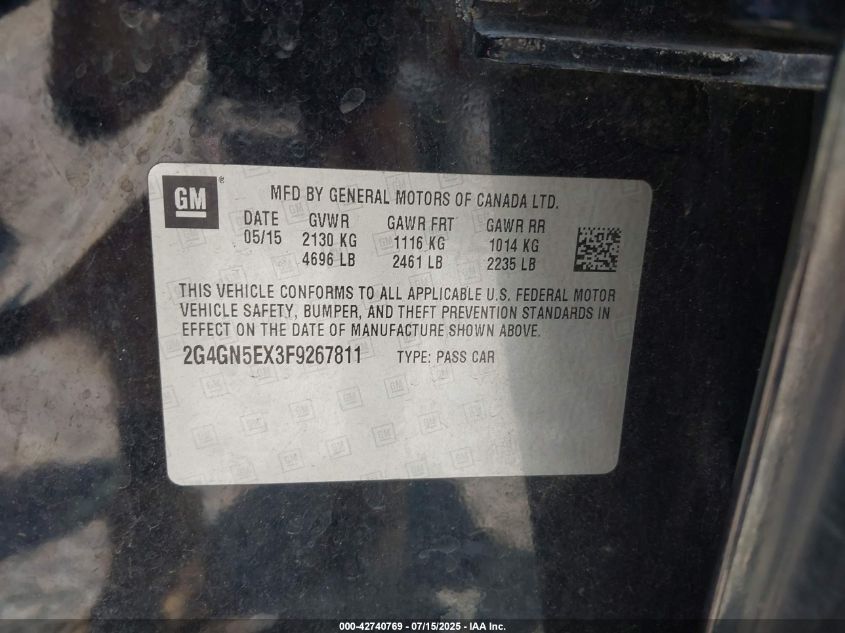 GM
MFD BY GENERAL MOTORS OF CANADA LTD.
DATE GVWR GAWR FRT GAWR RR
05/15 2130 KG 1116 KG 1014 KG
4696 LB 2461 LB 2235 LB
THIS VEHICLE CONFORMS TO ALL APPLICABLE U.S. FEDERAL MOTOR
VEHICLE SAFETY, BUMPER, AND THEFT PREVENTION STANDARDS IN
EFFECT ON THE DATE OF MANUFACTURE SHOWN ABOVE.
2G4GN5EX3F9267811 TYPE: PASS CAR
000-42740769 - 07/15/2025 - IAA Inc.